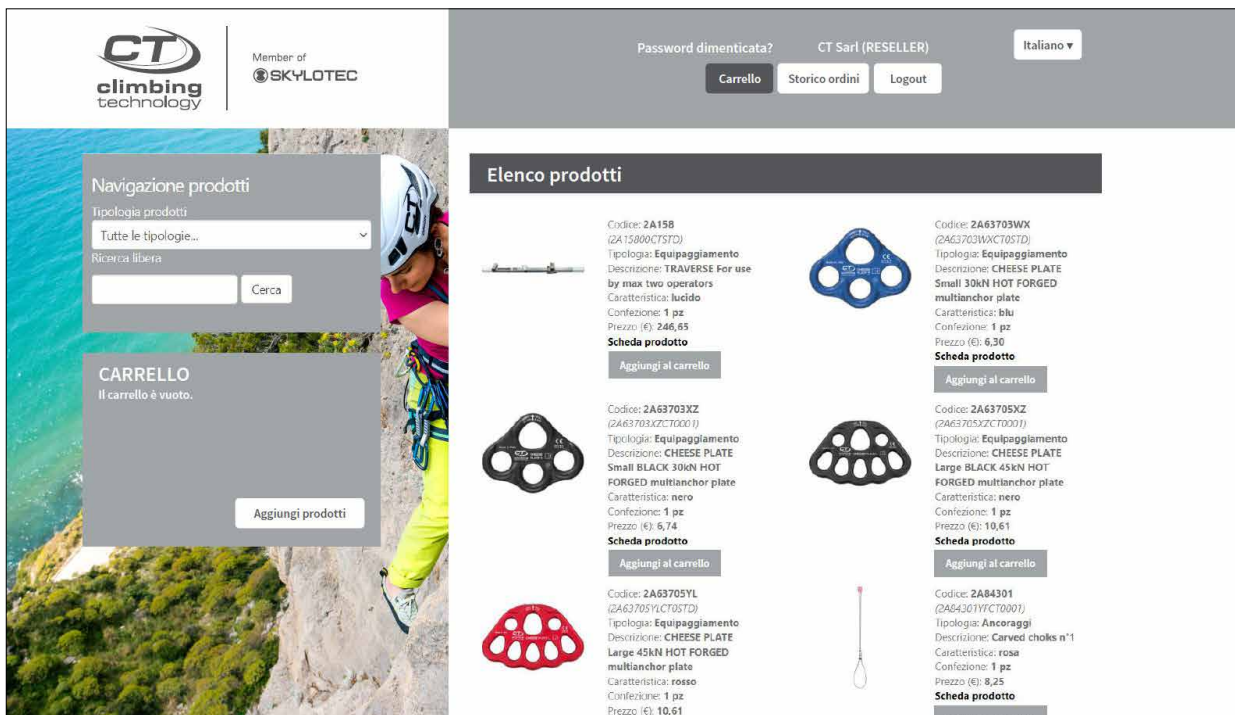 CT
climbing
technology
Member of
SKYLOTEC
Password dimenticata?
CT Sarl (RESELLER)
Italiano ▾
Carrello
Storico ordini
Logout
Navigazione prodotti
Tipologia prodotti
Tutte le tipologie...
Ricerca libera
Cerca
CARRELLO
Il carrello è vuoto.
Aggiungi prodotti
Elenco prodotti
Codice: 2A158
(2A15800CTSTD)
Tipologia: Equipaggiamento
Descrizione: TRAVERSE For use
by max two operators
Caratteristica: lucido
Confezione: 1 pz
Prezzo (€): 246,65
Scheda prodotto
Aggiungi al carrello
Codice: 2A63703WX
(2A63703WXCT0STD)
Tipologia: Equipaggiamento
Descrizione: CHEESE PLATE
Small 30kN HOT FORGED
multianchor plate
Caratteristica: blu
Confezione: 1 pz
Prezzo (€): 6,30
Scheda prodotto
Aggiungi al carrello
Codice: 2A63703XZ
(2A63703XZCT0001)
Tipologia: Equipaggiamento
Descrizione: CHEESE PLATE
Small BLACK 30kN HOT
FORGED multianchor plate
Caratteristica: nero
Confezione: 1 pz
Prezzo (€): 6,74
Scheda prodotto
Aggiungi al carrello
Codice: 2A63705XZ
(2A63705XZCT0001)
Tipologia: Equipaggiamento
Descrizione: CHEESE PLATE
Large BLACK 45kN HOT
FORGED multianchor plate
Caratteristica: nero
Confezione: 1 pz
Prezzo (€): 10,61
Scheda prodotto
Aggiungi al carrello
Codice: 2A63705YL
(2A63705YLCT0STD)
Tipologia: Equipaggiamento
Descrizione: CHEESE PLATE
Large 45kN HOT FORGED
multianchor plate
Caratteristica: rosso
Confezione: 1 pz
Prezzo (€): 10,61
Codice: 2A84301
(2A84301YFCT0001)
Tipologia: Ancoraggi
Descrizione: Carved choks n°1
Caratteristica: rosa
Confezione: 1 pz
Prezzo (€): 8,25
Scheda prodotto